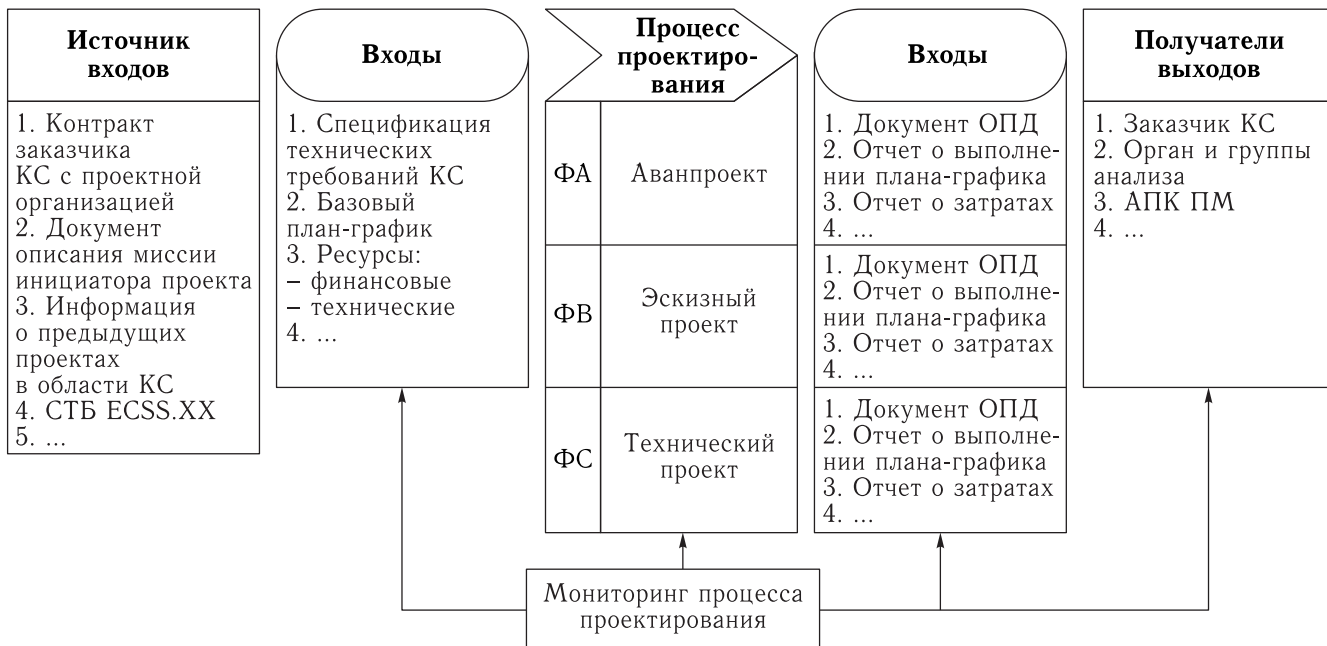 Источник
входов
1. Контракт
заказчика
КС с проектной
организацией
2. Документ
описания миссии
инициатора проекта
3. Информация
о предыдущих
проектах
в области КС
4. СТБ ECSS.XX
5. ...
Входы
1. Спецификация
технических
требований КС
2. Базовый
план-график
3. Ресурсы:
– финансовые
– технические
4. ...
Процесс
проектиро-
вания
ФА
Аванпроект
ФВ
Эскизный
проект
ФС
Технический
проект
Входы
1. Документ ОПД
2. Отчет о выполне-
нии плана-графика
3. Отчет о затратах
4. ...
1. Документ ОПД
2. Отчет о выполне-
нии плана-графика
3. Отчет о затратах
4. ...
1. Документ ОПД
2. Отчет о выполне-
нии плана-графика
3. Отчет о затратах
4. ...
Получатели
выходов
1. Заказчик КС
2. Орган и группы
анализа
3. АПК ПМ
4. ...
Мониторинг процесса
проектирования